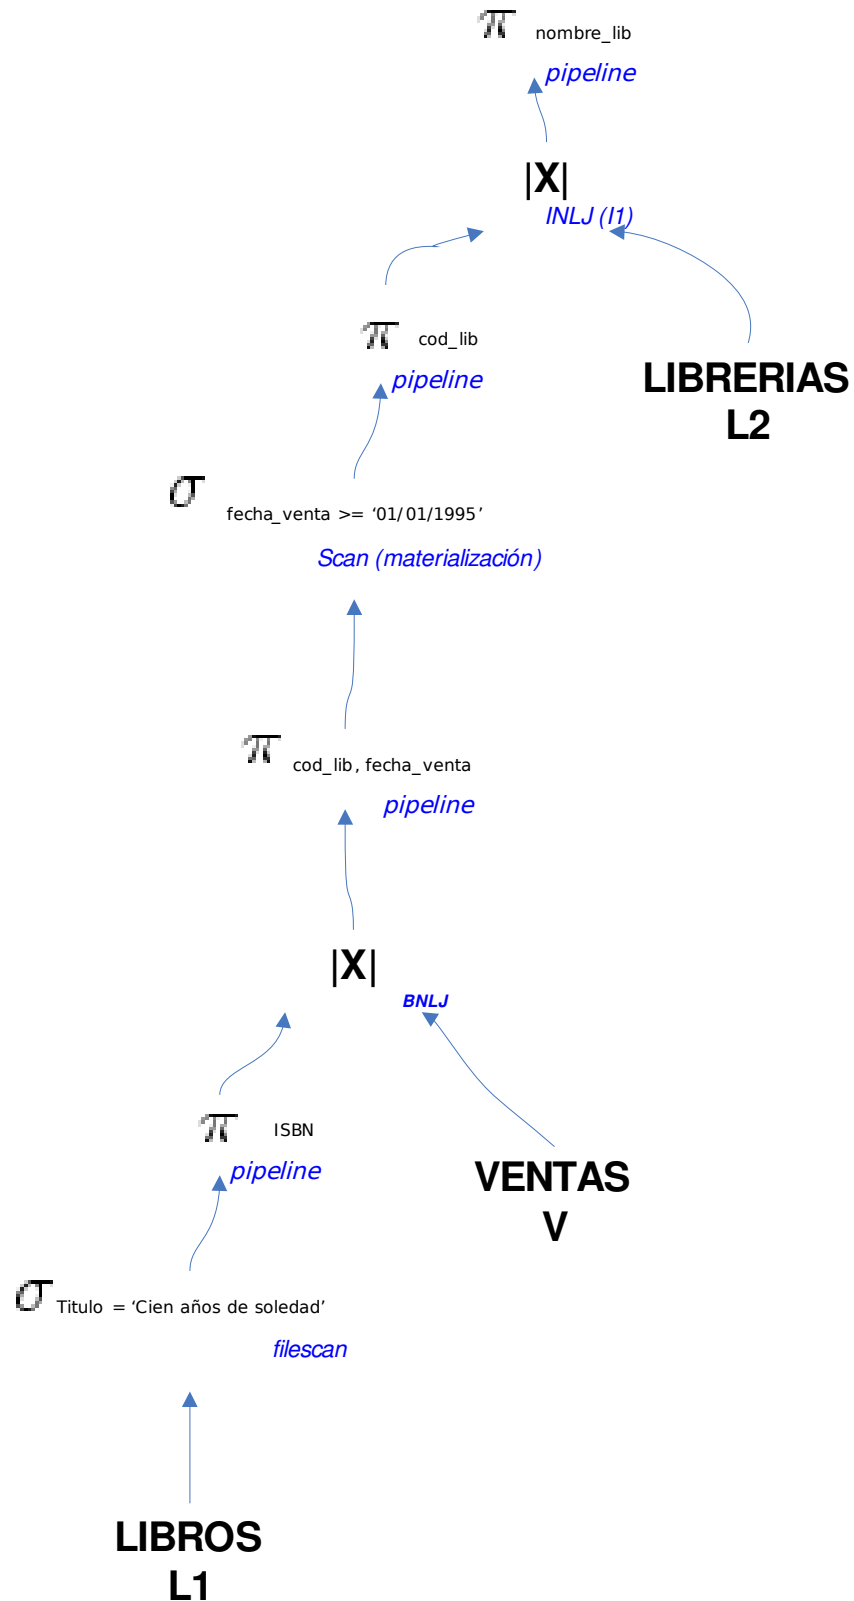 π nombre_lib
pipeline
|X|
INLJ (I1)
π cod_lib
pipeline
LIBRERIAS
L2
σ fecha_venta >= ‘01/01/1995’
Scan (materialización)
π cod_lib, fecha_venta
pipeline
|X|
BNLJ
π ISBN
pipeline
VENTAS
V
σ Titulo = ‘Cien años de soledad’
filescan
LIBROS
L1